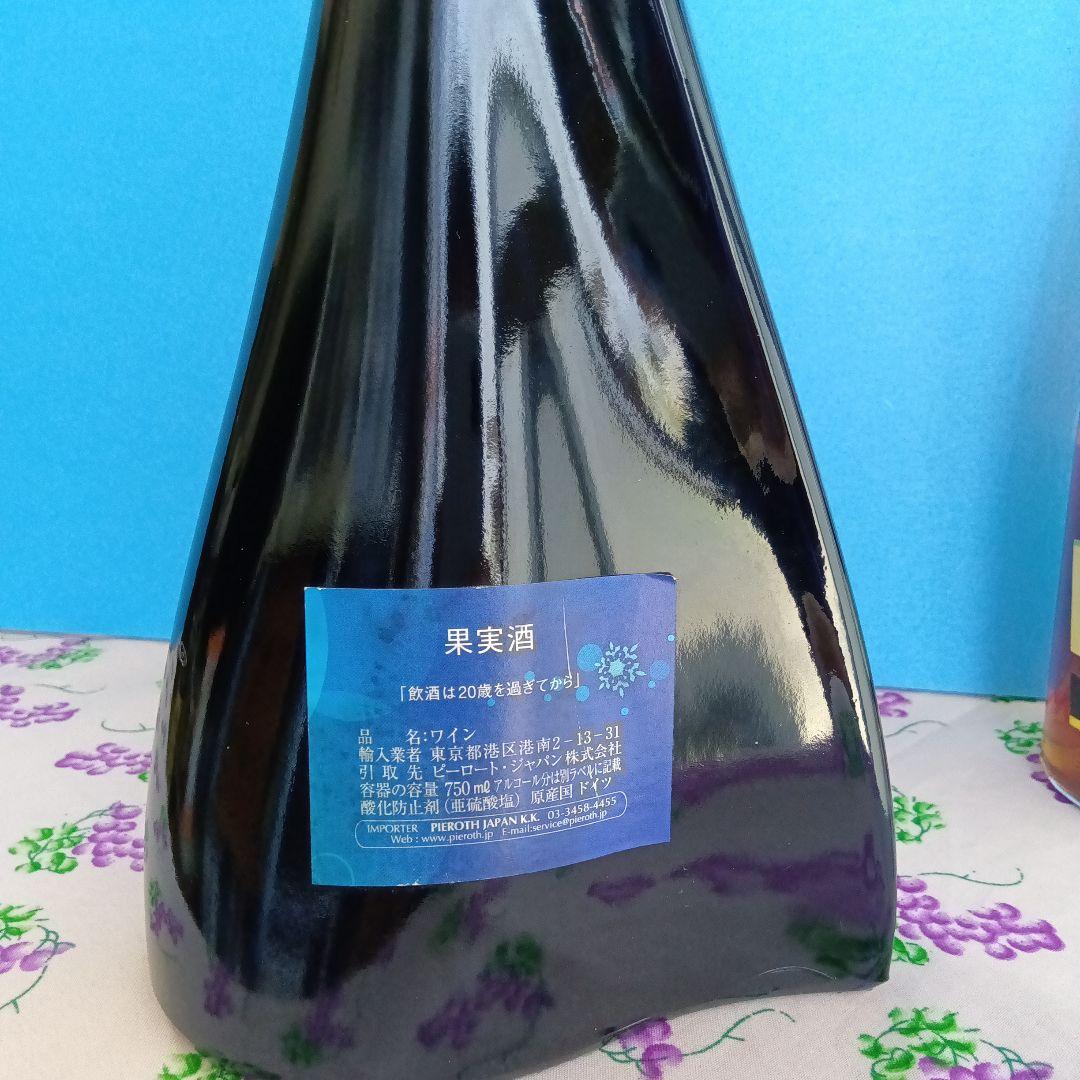 果実酒
「飲酒は20歳を過ぎてから」
品　　名:ワイン
輸入業者 東京都港区港南2-13-31
引 取 先 ピーロート・ジャパン株式会社
容器の容量 750mℓ アルコール分は別ラベルに記載
酸化防止剤(亜硫酸塩) 原産国 ドイツ
IMPORTER PIEROTH JAPAN K.K. 03-3458-4455
Web : www.pieroth.jp E-mail:service@pieroth.jp